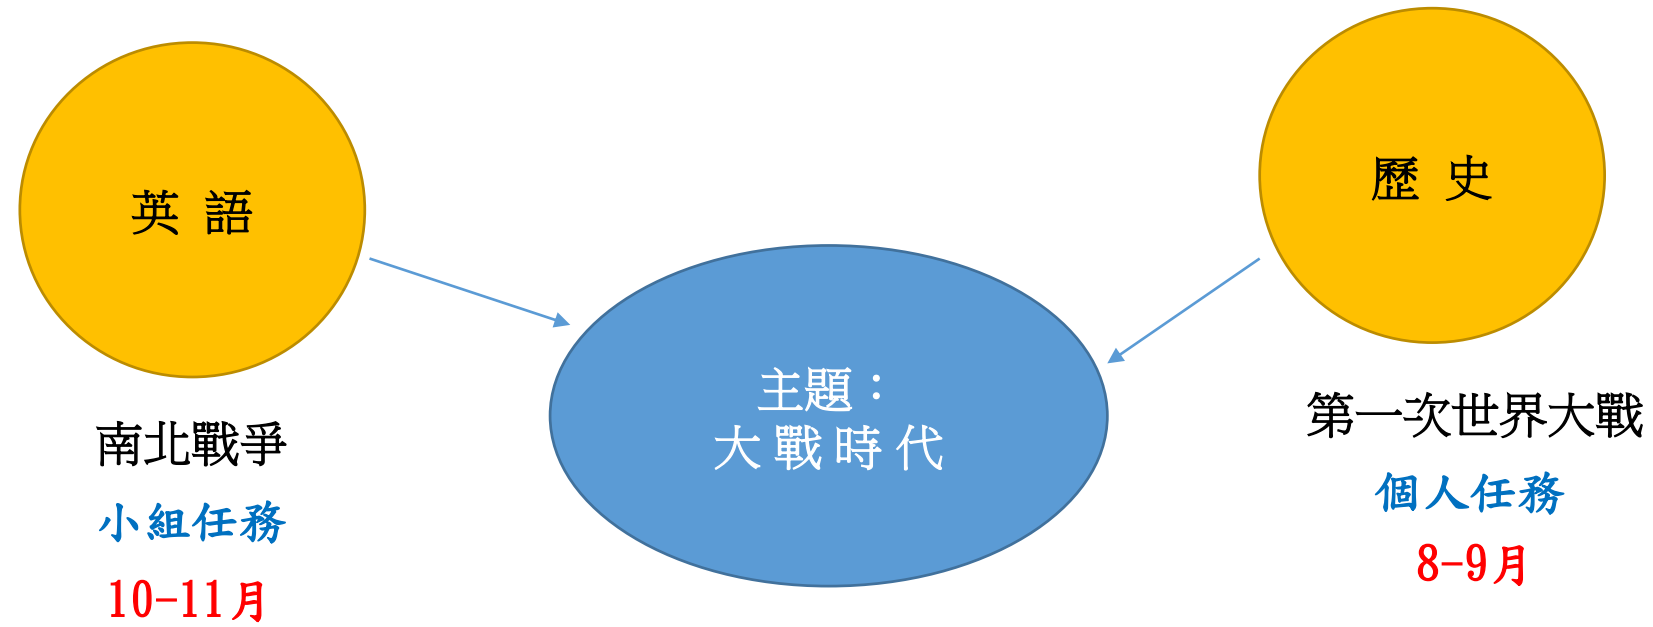 英 語
南北戰爭
小組任務
10-11月
主題：
大 戰 時 代
歷 史
第一次世界大戰
個人任務
8-9月